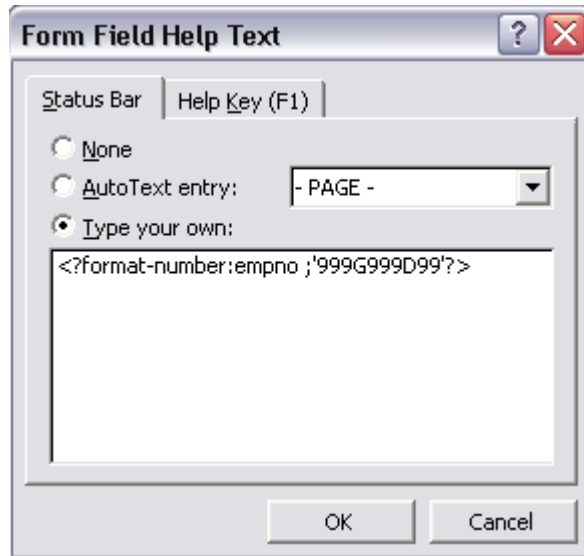 Form Field Help Text
Status Bar Help Key (F1)
None
AutoText entry: - PAGE -
Type your own:
<?format-number:empno ;'999G999D99'?>
OK Cancel